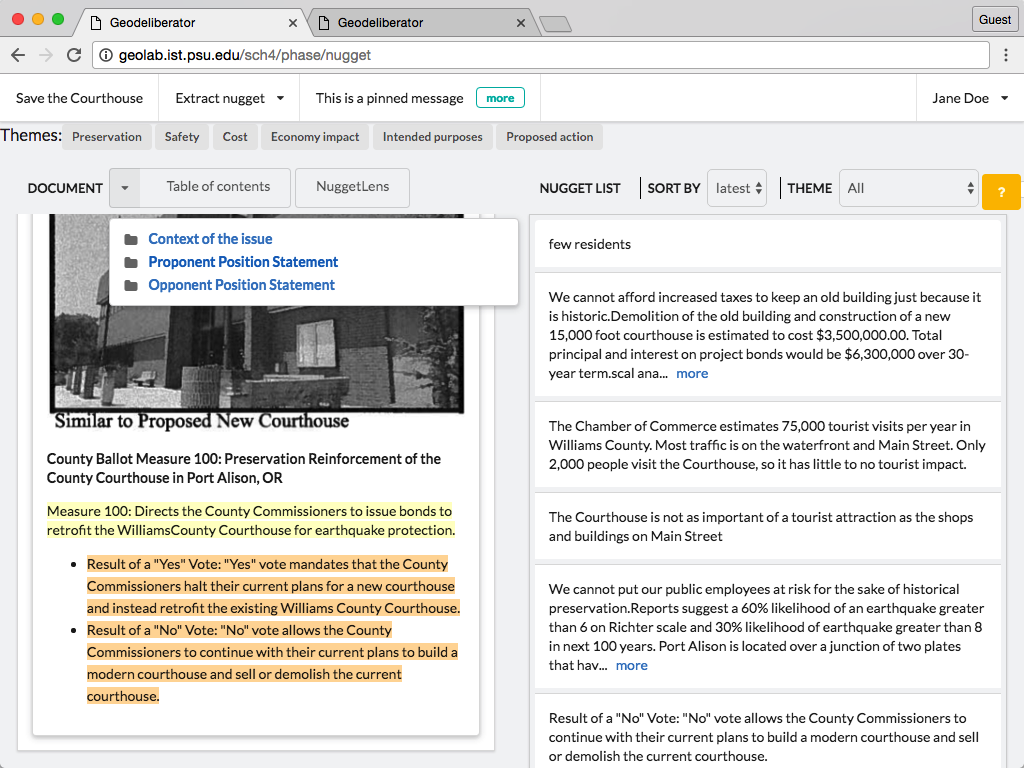 Geodeliberator
Geodeliberator
Guest
geolab.ist.psu.edu/sch4/phase/nugget
Save the Courthouse
Extract nugget
This is a pinned message
more
Jane Doe
Themes:
Preservation
Safety
Cost
Economy impact
Intended purposes
Proposed action
DOCUMENT
Table of contents
NuggetLens
Context of the issue
Proponent Position Statement
Opponent Position Statement
Similar to Proposed New Courthouse
County Ballot Measure 100: Preservation Reinforcement of the
County Courthouse in Port Alison, OR
Measure 100: Directs the County Commissioners to issue bonds to
retrofit the WilliamsCounty Courthouse for earthquake protection.
• Result of a "Yes" Vote: "Yes" vote mandates that the County
Commissioners halt their current plans for a new courthouse
and instead retrofit the existing Williams County Courthouse.
• Result of a "No" Vote: "No" vote allows the County
Commissioners to continue with their current plans to build a
modern courthouse and sell or demolish the current
courthouse.
NUGGET LIST
SORT BY
latest
THEME
All
?
few residents
We cannot afford increased taxes to keep an old building just because it
is historic.Demolition of the old building and construction of a new
15,000 foot courthouse is estimated to cost $3,500,000.00. Total
principal and interest on project bonds would be $6,300,000 over 30-
year term.scal ana... more
The Chamber of Commerce estimates 75,000 tourist visits per year in
Williams County. Most traffic is on the waterfront and Main Street. Only
2,000 people visit the Courthouse, so it has little to no tourist impact.
The Courthouse is not as important of a tourist attraction as the shops
and buildings on Main Street
We cannot put our public employees at risk for the sake of historical
preservation.Reports suggest a 60% likelihood of an earthquake greater
than 6 on Richter scale and 30% likelihood of earthquake greater than 8
in next 100 years. Port Alison is located over a junction of two plates
that hav... more
Result of a "No" Vote: "No" vote allows the County Commissioners to
continue with their current plans to build a modern courthouse and sell
or demolish the current courthouse.